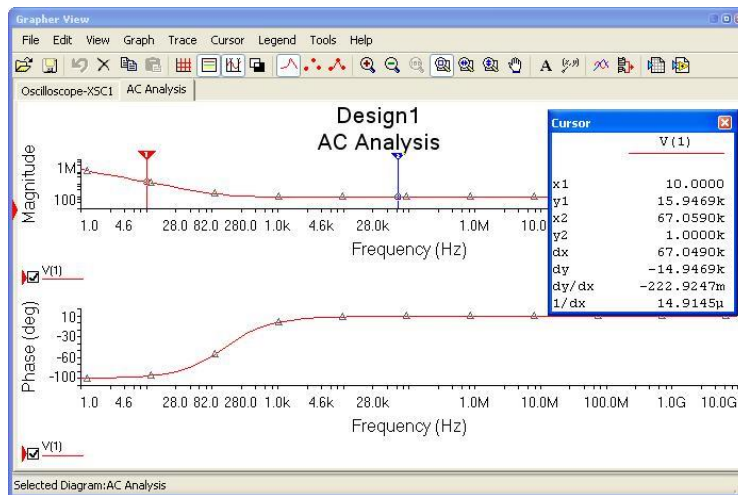 Grapher View
File Edit View Graph Trace Cursor Legend Tools Help
Oscilloscope-XSC1 AC Analysis
Design1
AC Analysis
Magnitude
1M
100
1.0 4.6 28.0 82.0 280.0 1.0k 4.6k 28.0k 1.0M 10.0
Frequency (Hz)
V(1)
Phase (deg)
10
-30
-60
-100
1.0 4.6 28.0 82.0 280.0 1.0k 4.6k 28.0k 1.0M 10.0M 100.0M 1.0G 10.0G
Frequency (Hz)
V(1)
Cursor
V(1)
x1 10.0000
y1 15.9469k
x2 67.0590k
y2 1.0000k
dx 67.0490k
dy -14.9469k
dy/dx -222.9247m
1/dx 14.9145µ
Selected Diagram:AC Analysis